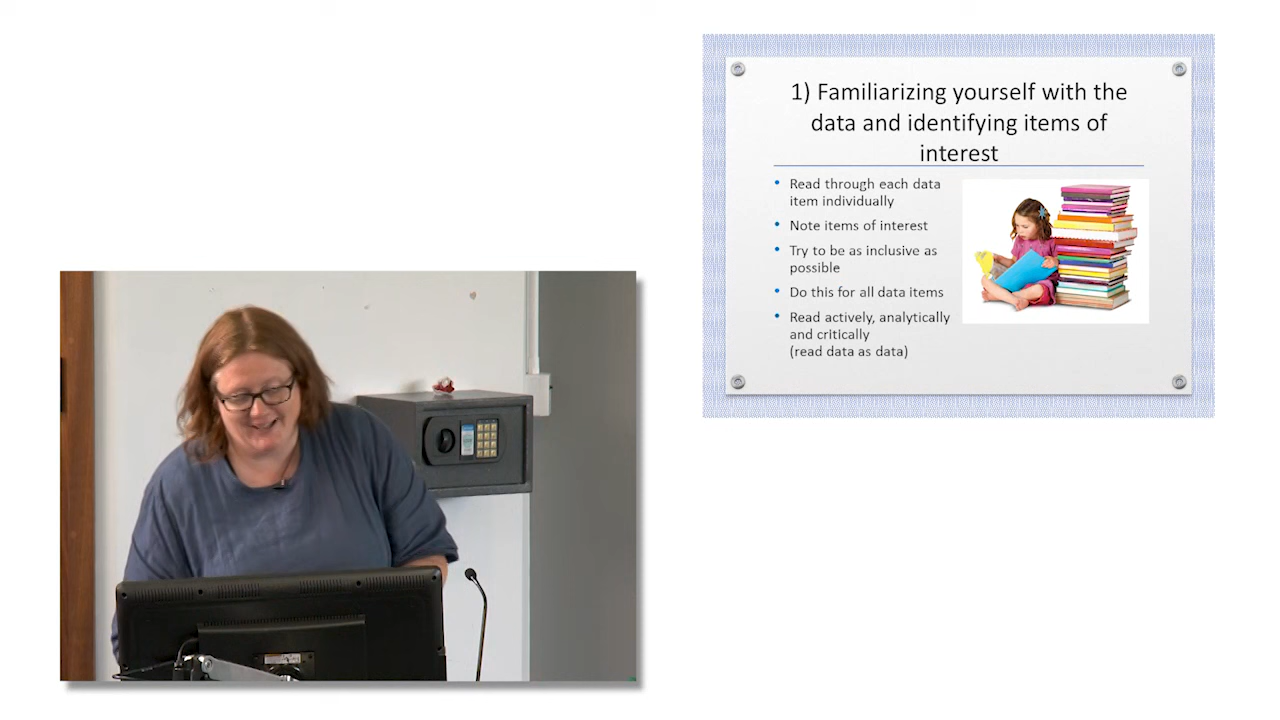 1) Familiarizing yourself with the
data and identifying items of
interest
• Read through each data
item individually
• Note items of interest
• Try to be as inclusive as
possible
• Do this for all data items
• Read actively, analytically
and critically
(read data as data)